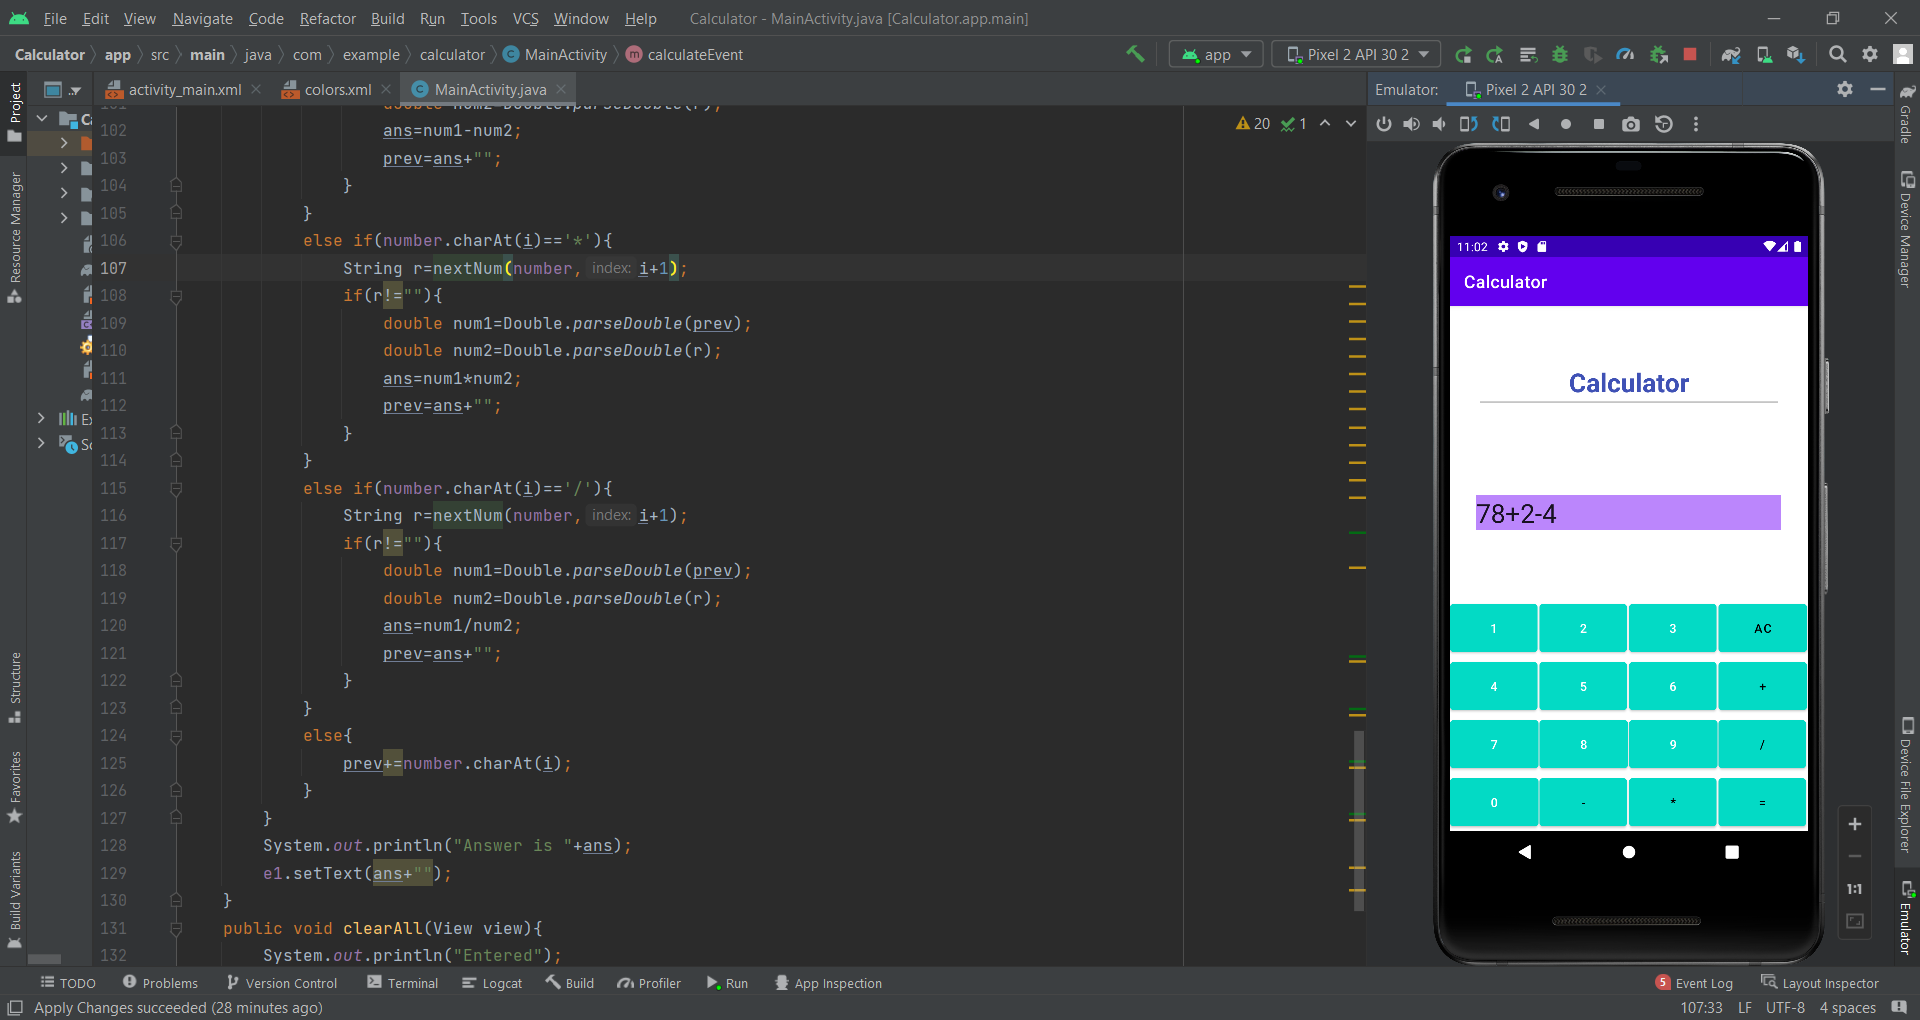 File Edit View Navigate Code Refactor Build Run Tools VCS Window Help Calculator - MainActivity.java [Calculator.app.main]
Calculator app src main java com example calculator MainActivity calculateEvent app Pixel 2 API 30 2
activity_main.xml colors.xml MainActivity.java Emulator: Pixel 2 API 30 2
Project
Resource Manager
Structure
Favorites
Build Variants
Ca
Ex
Sc
20 1
102 ans=num1-num2;
103 prev=ans+"";
104 }
105 }
106 else if(number.charAt(i)=='*'){
107 String r=nextNum(number, index: i+1);
108 if(r!=""){
109 double num1=Double.parseDouble(prev);
110 double num2=Double.parseDouble(r);
111 ans=num1*num2;
112 prev=ans+"";
113 }
114 }
115 else if(number.charAt(i)=='/'){
116 String r=nextNum(number, index: i+1);
117 if(r!=""){
118 double num1=Double.parseDouble(prev);
119 double num2=Double.parseDouble(r);
120 ans=num1/num2;
121 prev=ans+"";
122 }
123 }
124 else{
125 prev+=number.charAt(i);
126 }
127 }
128 System.out.println("Answer is "+ans);
129 e1.setText(ans+"");
130 }
131 public void clearAll(View view){
132 System.out.println("Entered");
11:02
Calculator
Calculator
78+2-4
1 2 3 AC
4 5 6 +
7 8 9 /
0 - * =
1:1
Gradle
Device Manager
Device File Explorer
Emulator
TODO Problems Version Control Terminal Logcat Build Profiler Run App Inspection 5 Event Log Layout Inspector
Apply Changes succeeded (28 minutes ago) 107:33 LF UTF-8 4 spaces